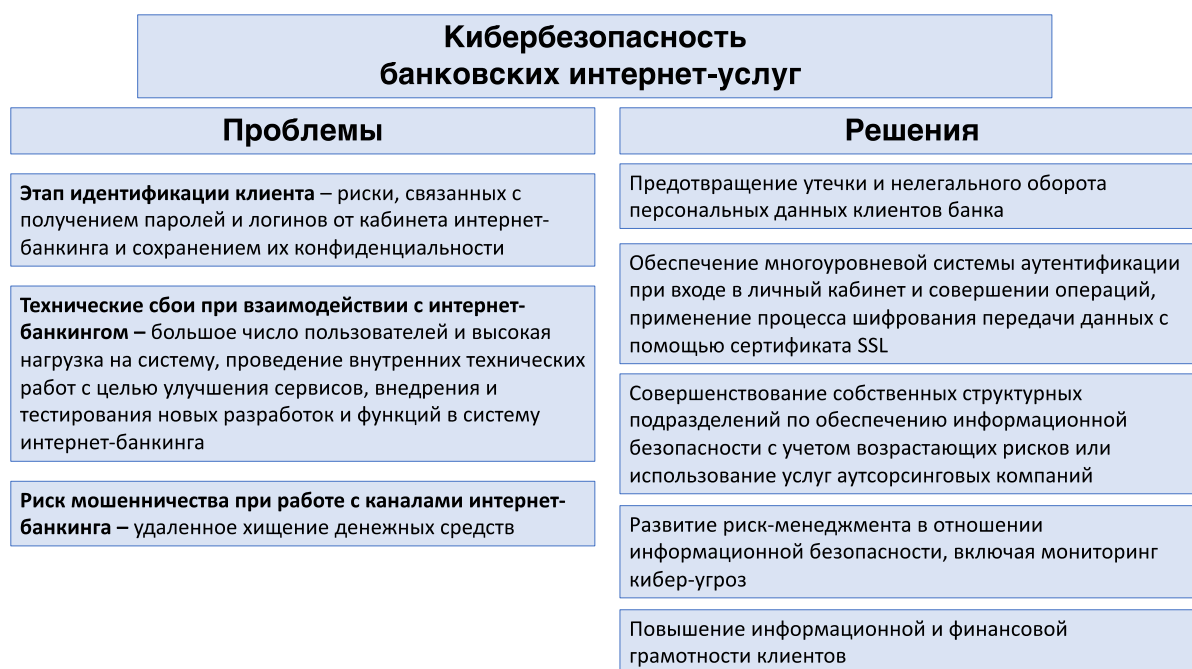 Кибербезопасность
банковских интернет-услуг
Проблемы
Этап идентификации клиента – риски, связанных с
получением паролей и логинов от кабинета интернет-
банкинга и сохранением их конфиденциальности
Технические сбои при взаимодействии с интернет-
банкингом – большое число пользователей и высокая
нагрузка на систему, проведение внутренних технических
работ с целью улучшения сервисов, внедрения и
тестирования новых разработок и функций в систему
интернет-банкинга
Риск мошенничества при работе с каналами интернет-
банкинга – удаленное хищение денежных средств
Решения
Предотвращение утечки и нелегального оборота
персональных данных клиентов банка
Обеспечение многоуровневой системы аутентификации
при входе в личный кабинет и совершении операций,
применение процесса шифрования передачи данных с
помощью сертификата SSL
Совершенствование собственных структурных
подразделений по обеспечению информационной
безопасности с учетом возрастающих рисков или
использование услуг аутсорсинговых компаний
Развитие риск-менеджмента в отношении
информационной безопасности, включая мониторинг
кибер-угроз
Повышение информационной и финансовой
грамотности клиентов